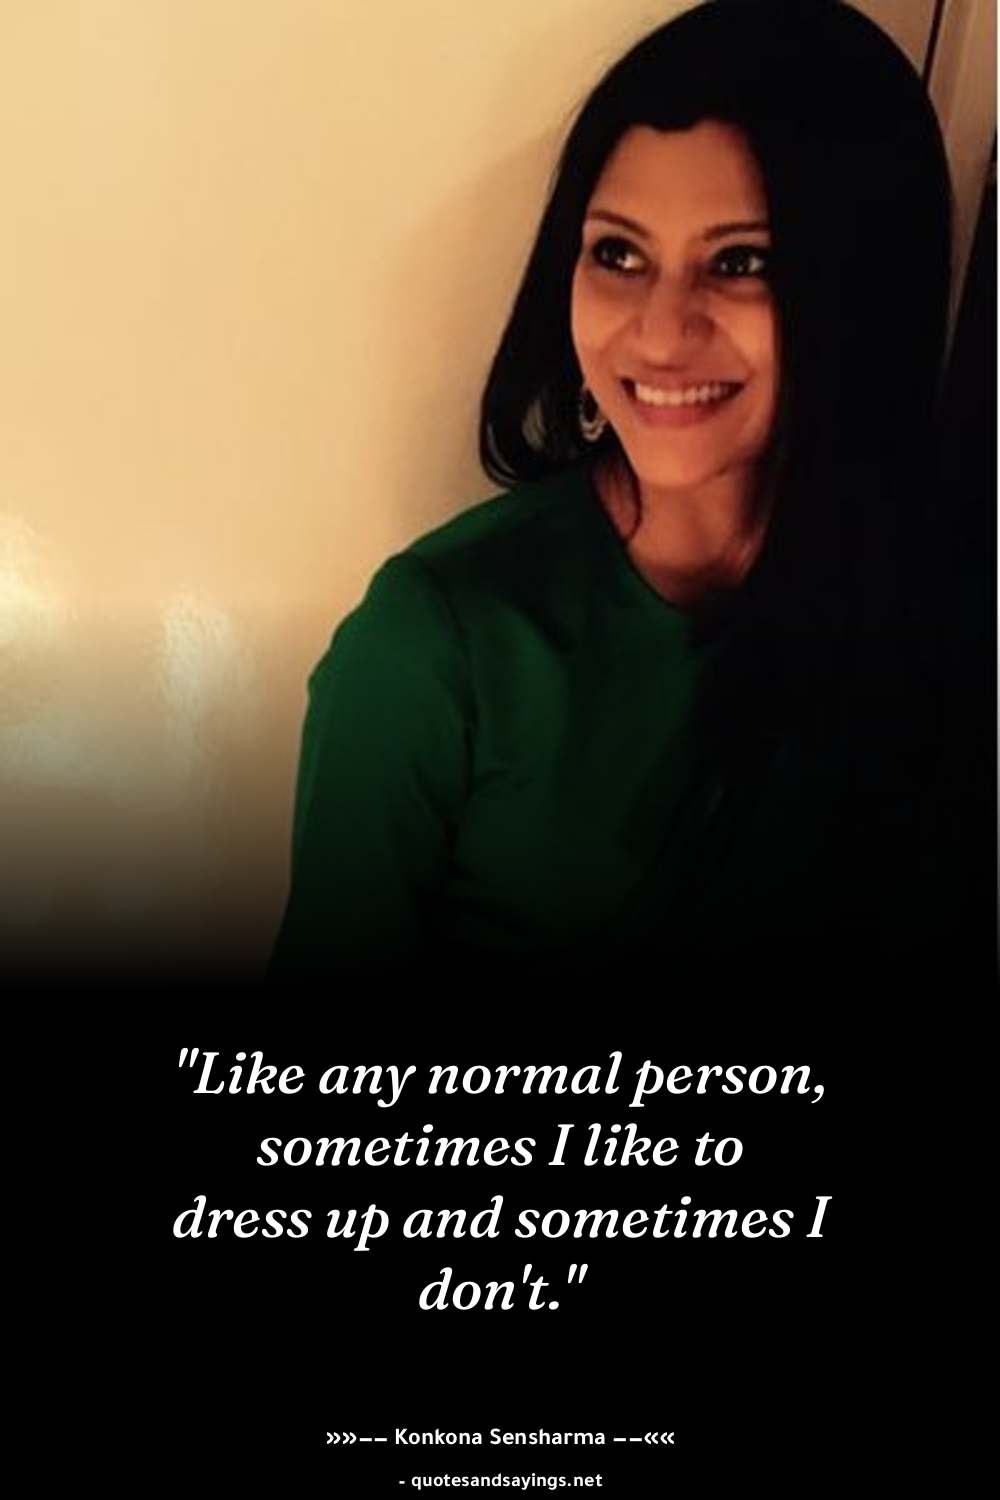 "Like any normal person,
sometimes I like to
dress up and sometimes I
don't."
»»-- Konkona Sensharma --««
- quotesandsayings.net